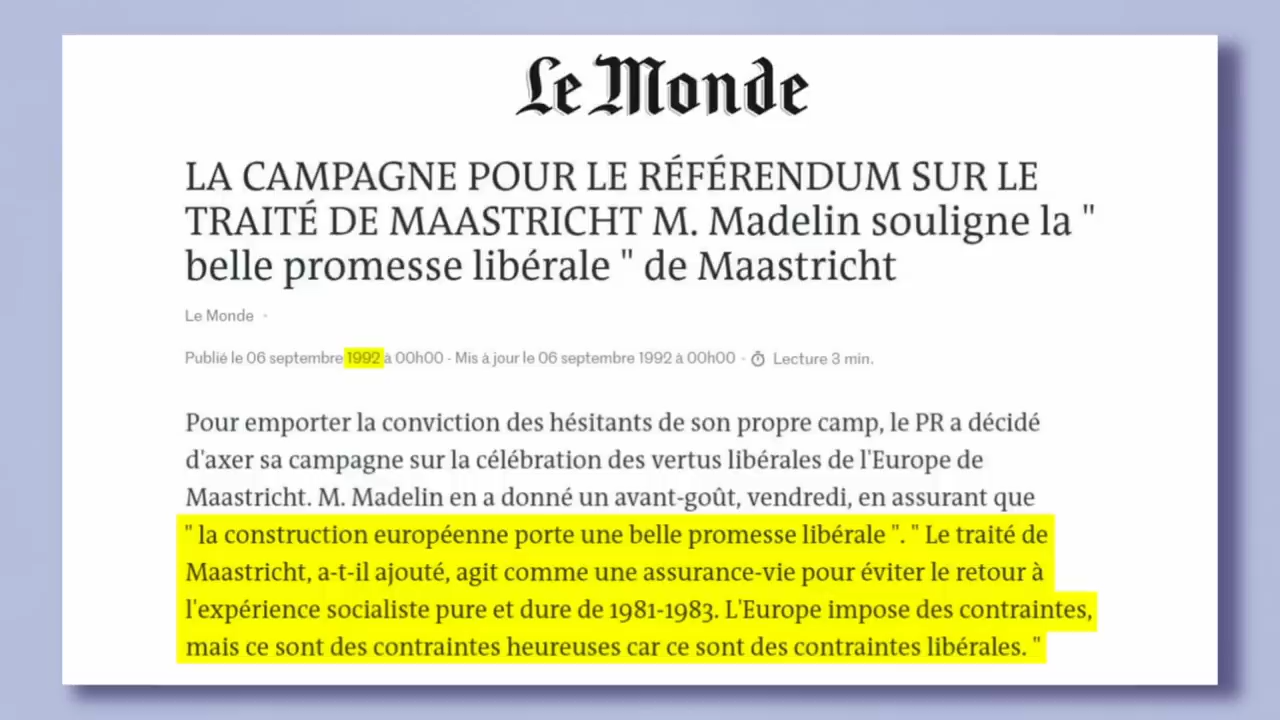 Le Monde
LA CAMPAGNE POUR LE RÉFÉRENDUM SUR LE
TRAITÉ DE MAASTRICHT M. Madelin souligne la "
belle promesse libérale " de Maastricht
Le Monde
Publié le 06 septembre 1992 à 00h00 - Mis à jour le 06 septembre 1992 à 00h00 · Lecture 3 min.
Pour emporter la conviction des hésitants de son propre camp, le PR a décidé
d'axer sa campagne sur la célébration des vertus libérales de l'Europe de
Maastricht. M. Madelin en a donné un avant-goût, vendredi, en assurant que
" la construction européenne porte une belle promesse libérale ". " Le traité de
Maastricht, a-t-il ajouté, agit comme une assurance-vie pour éviter le retour à
l'expérience socialiste pure et dure de 1981-1983. L'Europe impose des contraintes,
mais ce sont des contraintes heureuses car ce sont des contraintes libérales. "